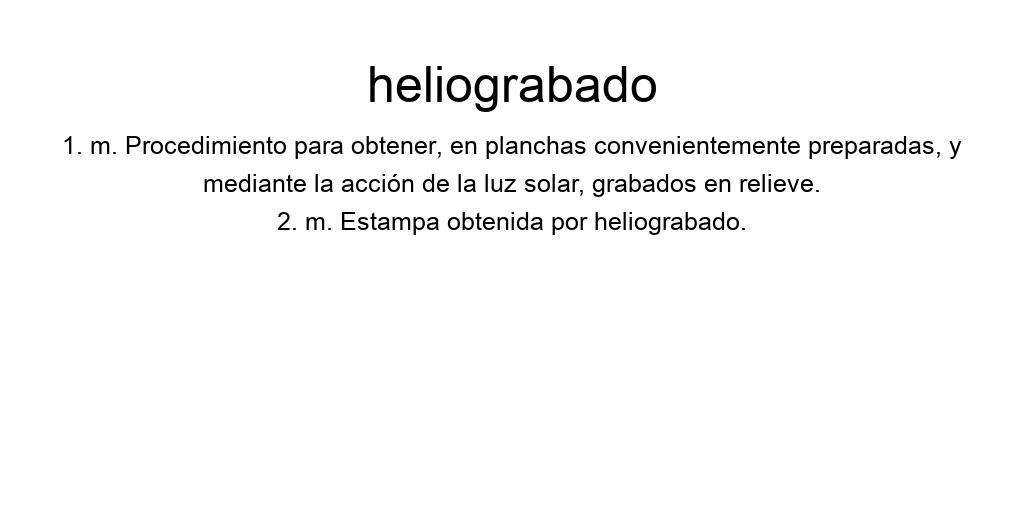 heliograbado
1. m. Procedimiento para obtener, en planchas convenientemente preparadas, y
mediante la acción de la luz solar, grabados en relieve.
2. m. Estampa obtenida por heliograbado.